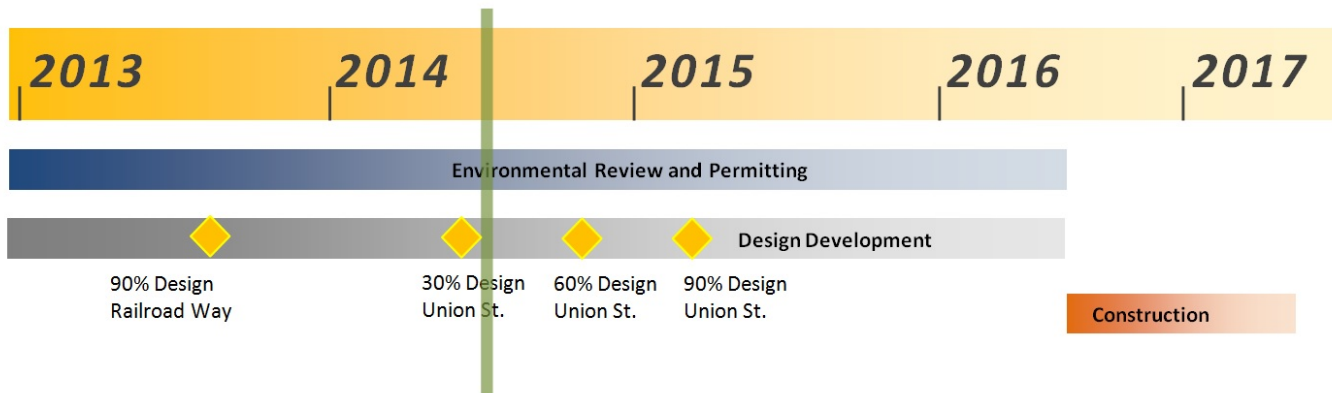 2013 2014 2015 2016 2017
Environmental Review and Permitting
Design Development
90% Design
Railroad Way
30% Design
Union St.
60% Design
Union St.
90% Design
Union St.
Construction